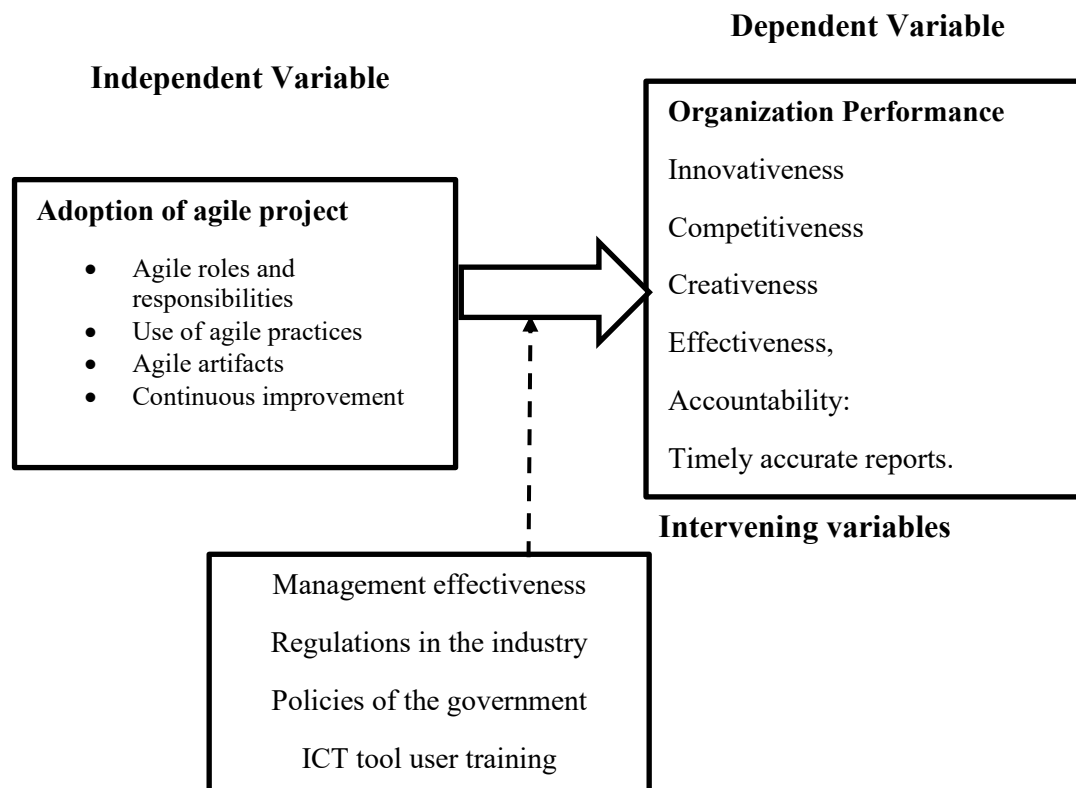 Independent Variable
Adoption of agile project
• Agile roles and
responsibilities
• Use of agile practices
• Agile artifacts
• Continuous improvement
Dependent Variable
Organization Performance
Innovativeness
Competitiveness
Creativeness
Effectiveness,
Accountability:
Timely accurate reports.
Intervening variables
Management effectiveness
Regulations in the industry
Policies of the government
ICT tool user training